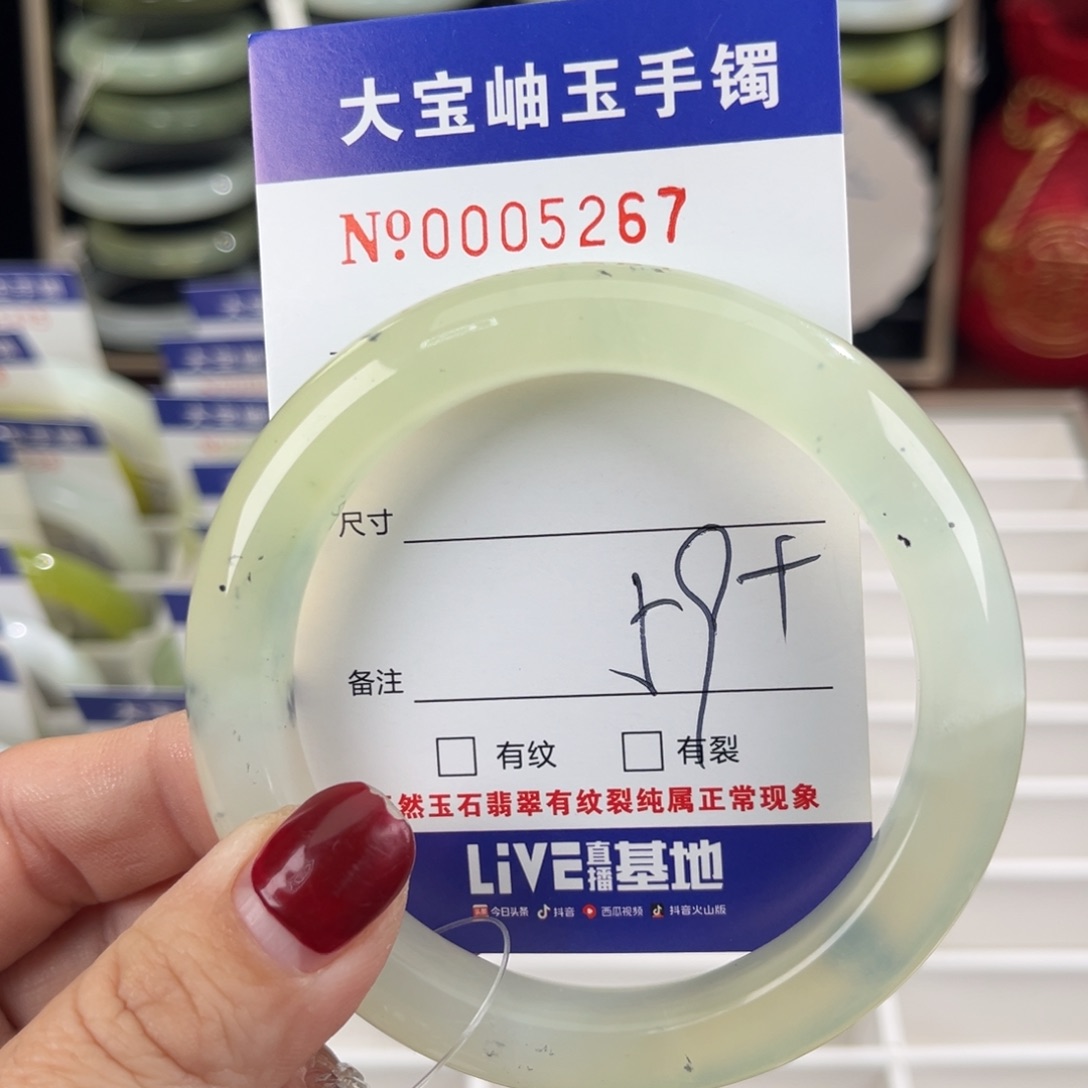 大宝岫玉手镯
Nº0005267
尺寸
59+
备注
有纹
有裂
然玉石翡翠有纹裂纯属正常现象
LiVE直播基地
头条 今日头条 抖音 西瓜视频 抖音火山版